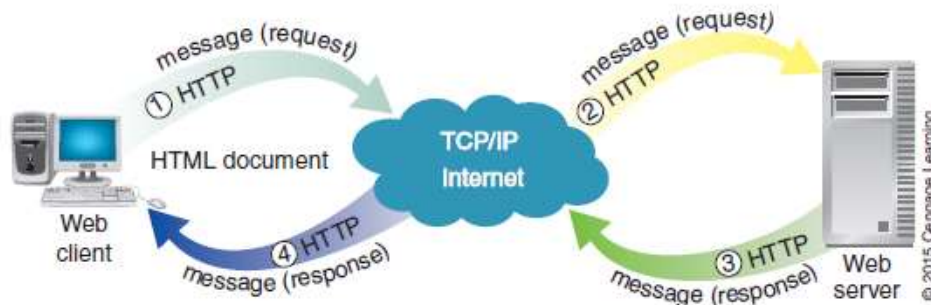 message (request)
① HTTP
message (request)
② HTTP
TCP/IP
Internet
HTML document
Web
client
④ HTTP
message (response)
③ HTTP
message (response)
Web
server
© 2015 Cengage Learning